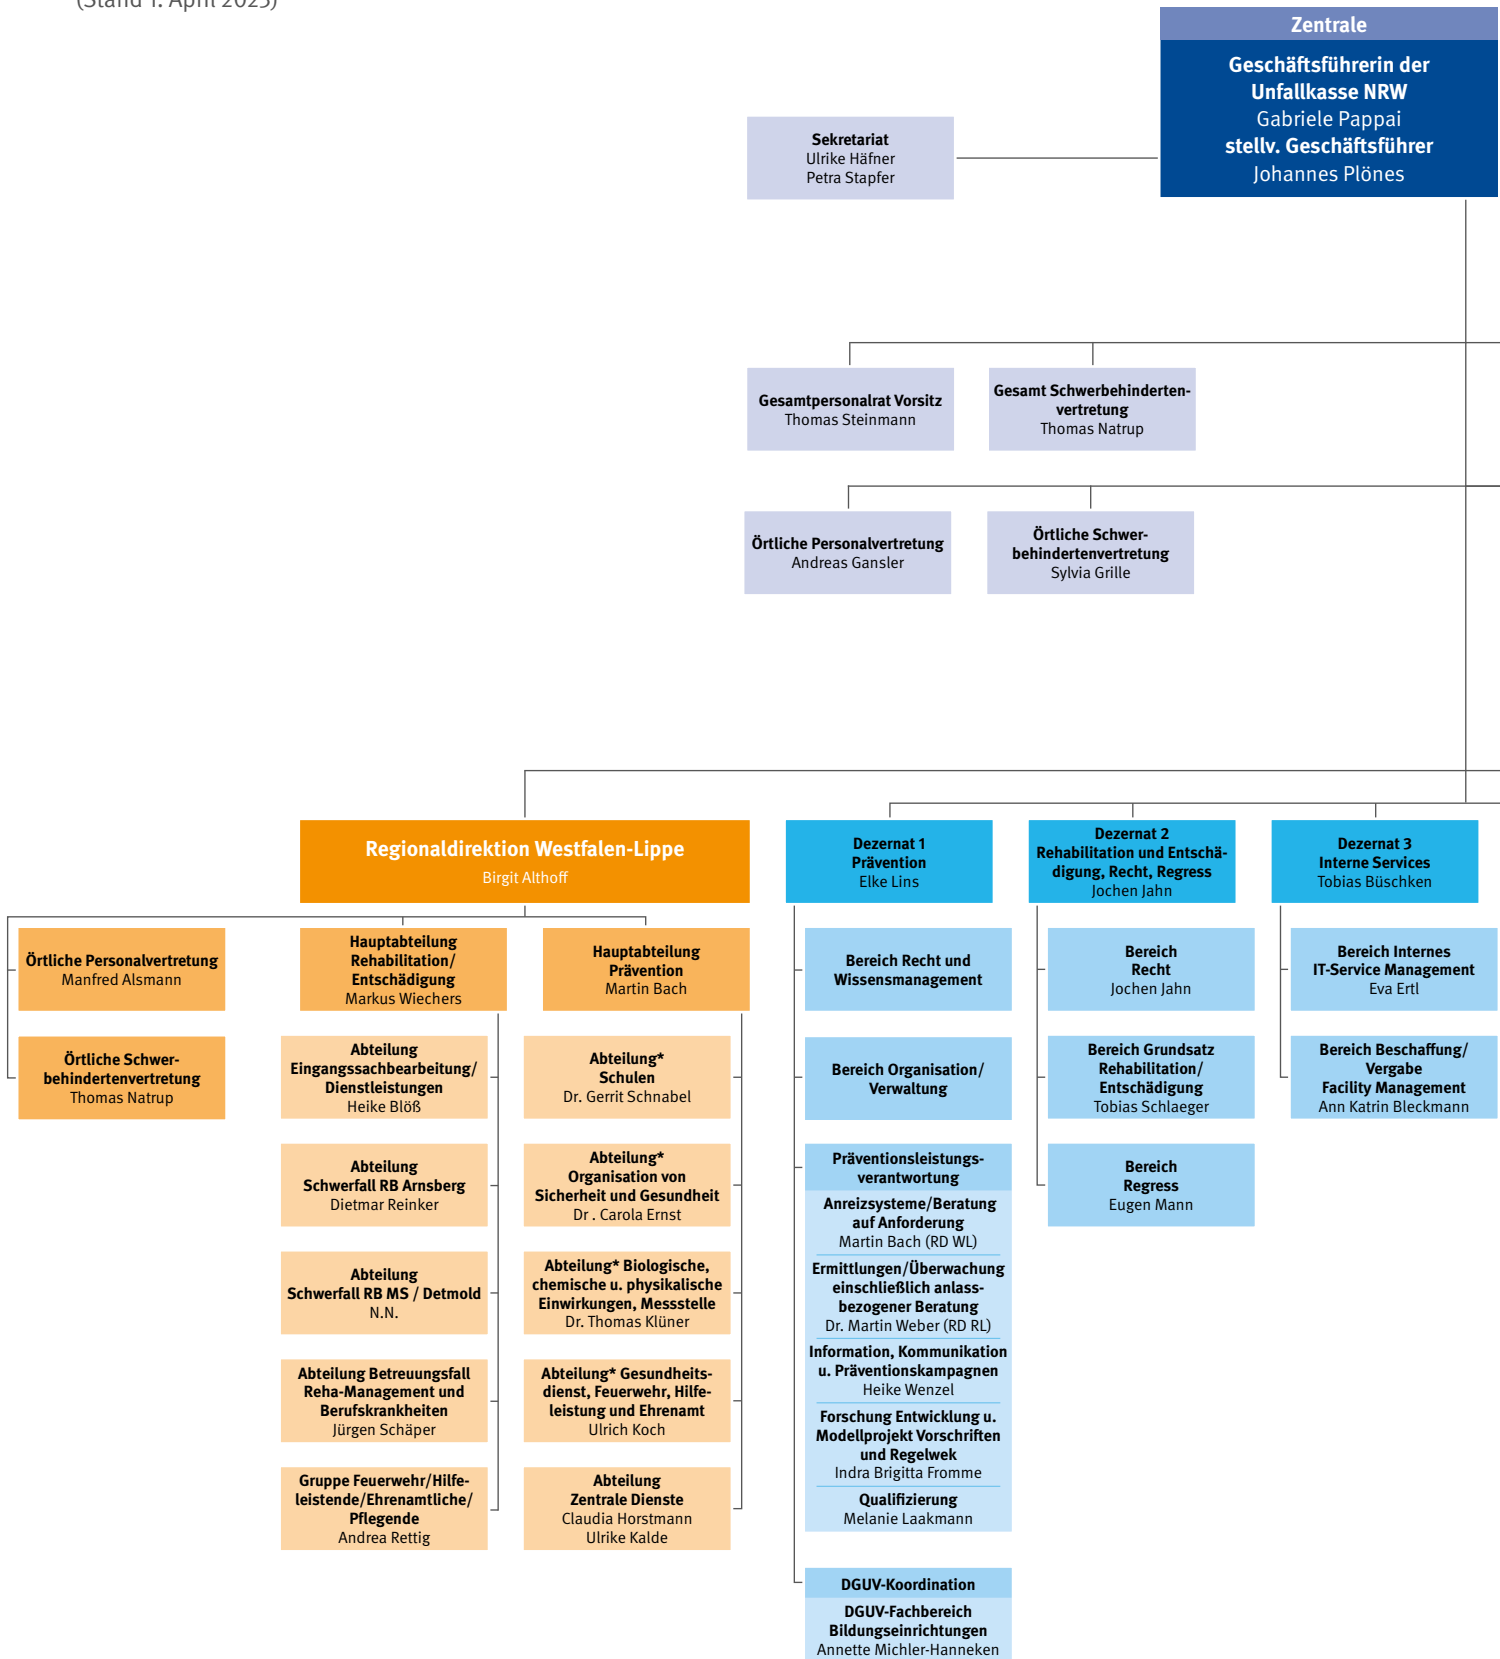 (Stand 1. April 2025)
Zentrale
Geschäftsführerin der
Unfallkasse NRW
Gabriele Pappai
stellv. Geschäftsführer
Johannes Plönes
Sekretariat
Ulrike Häfner
Petra Stapfer
Gesamtpersonalrat Vorsitz
Thomas Steinmann
Gesamt Schwerbehinderten-
vertretung
Thomas Natrup
Örtliche Personalvertretung
Andreas Gansler
Örtliche Schwer-
behindertenvertretung
Sylvia Grille
Regionaldirektion Westfalen-Lippe
Birgit Althoff
Örtliche Personalvertretung
Manfred Alsmann
Örtliche Schwer-
behindertenvertretung
Thomas Natrup
Hauptabteilung
Rehabilitation/
Entschädigung
Markus Wiechers
Abteilung
Eingangssachbearbeitung/
Dienstleistungen
Heike Blöß
Abteilung
Schwerfall RB Arnsberg
Dietmar Reinker
Abteilung
Schwerfall RB MS / Detmold
N.N.
Abteilung Betreuungsfall
Reha-Management und
Berufskrankheiten
Jürgen Schäper
Gruppe Feuerwehr/Hilfe-
leistende/Ehrenamtliche/
Pflegende
Andrea Rettig
Hauptabteilung
Prävention
Martin Bach
Abteilung*
Schulen
Dr. Gerrit Schnabel
Abteilung*
Organisation von
Sicherheit und Gesundheit
Dr . Carola Ernst
Abteilung* Biologische,
chemische u. physikalische
Einwirkungen, Messstelle
Dr. Thomas Klüner
Abteilung* Gesundheits-
dienst, Feuerwehr, Hilfe-
leistung und Ehrenamt
Ulrich Koch
Abteilung
Zentrale Dienste
Claudia Horstmann
Ulrike Kalde
Dezernat 1
Prävention
Elke Lins
Bereich Recht und
Wissensmanagement
Bereich Organisation/
Verwaltung
Präventionsleistungs-
verantwortung
Anreizsysteme/Beratung
auf Anforderung
Martin Bach (RD WL)
Ermittlungen/Überwachung
einschließlich anlass-
bezogener Beratung
Dr. Martin Weber (RD RL)
Information, Kommunikation
u. Präventionskampagnen
Heike Wenzel
Forschung Entwicklung u.
Modellprojekt Vorschriften
und Regelwek
Indra Brigitta Fromme
Qualifizierung
Melanie Laakmann
DGUV-Koordination
DGUV-Fachbereich
Bildungseinrichtungen
Annette Michler-Hanneken
Dezernat 2
Rehabilitation und Entschä-
digung, Recht, Regress
Jochen Jahn
Bereich
Recht
Jochen Jahn
Bereich Grundsatz
Rehabilitation/
Entschädigung
Tobias Schlaeger
Bereich
Regress
Eugen Mann
Dezernat 3
Interne Services
Tobias Büschken
Bereich Internes
IT-Service Management
Eva Ertl
Bereich Beschaffung/
Vergabe
Facility Management
Ann Katrin Bleckmann